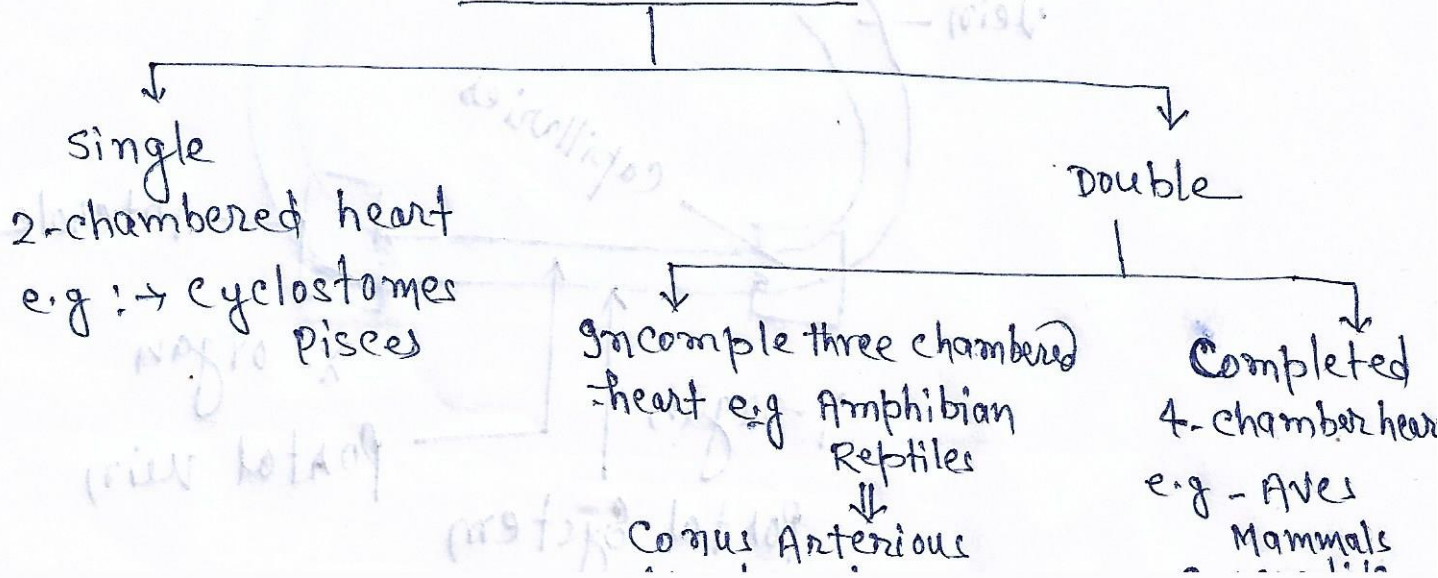 Single
2-chambered heart
e.g :→ Cyclostomes
Pisces
Double
Incomple three chambered
heart e.g Amphibian
Reptiles
⇓
Conus Arterious
Completed
4-chamber hear
e.g - Aves
Mammals